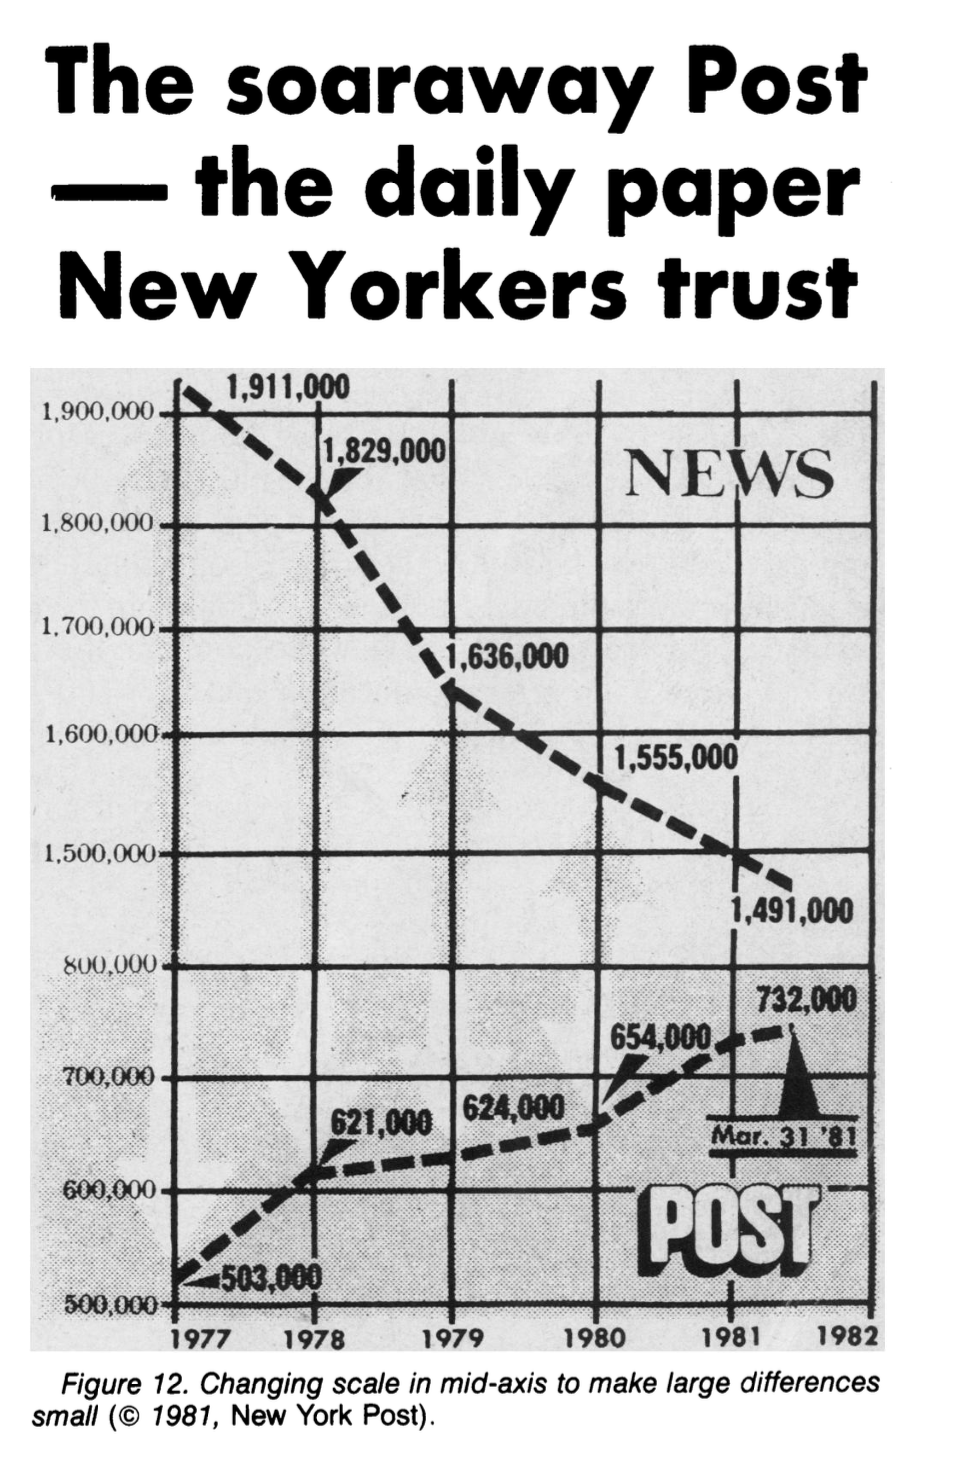 The soaraway Post
— the daily paper
New Yorkers trust
1,911,000
1,900,000
1,829,000
NEWS
1,800,000
1,700,000
1,636,000
1,600,000
1,555,000
1,500,000
1,491,000
800,000
732,000
654,000
700,000
624,000
621,000
Mar. 31 '81
600,000
POST
503,000
500,000
1977 1978 1979 1980 1981 1982
Figure 12. Changing scale in mid-axis to make large differences
small (© 1981, New York Post).